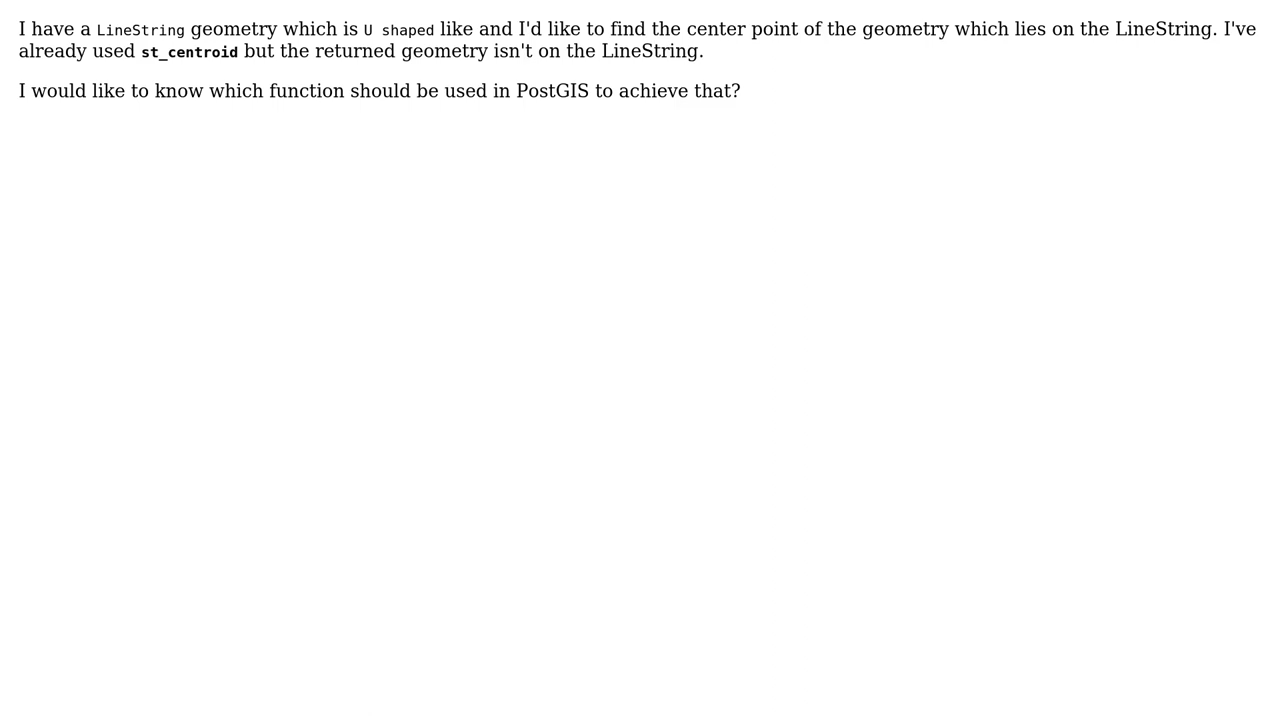 I have a LineString geometry which is U shaped like and I'd like to find the center point of the geometry which lies on the LineString. I've
already used st_centroid but the returned geometry isn't on the LineString.
I would like to know which function should be used in PostGIS to achieve that?